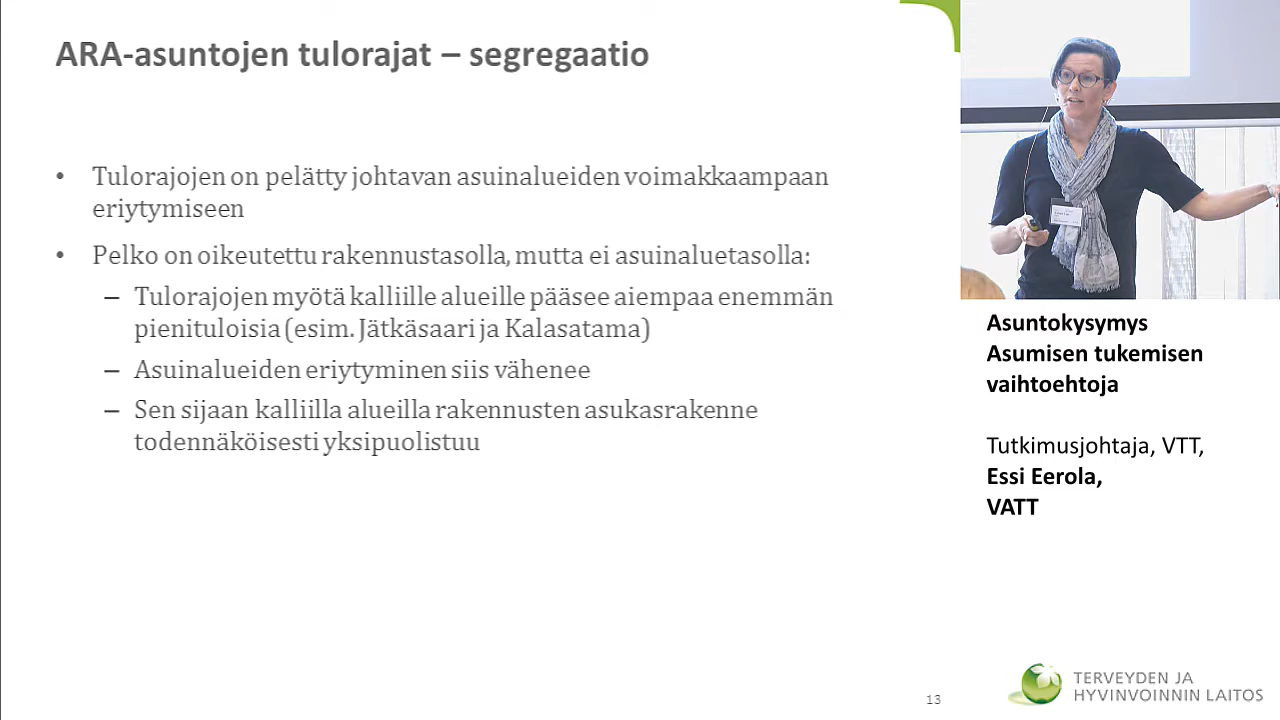 ARA-asuntojen tulorajat – segregaatio
• Tulorajojen on pelätty johtavan asuinalueiden voimakkaampaan
eriytymiseen
• Pelko on oikeutettu rakennustasolla, mutta ei asuinaluetasolla:
– Tulorajojen myötä kalliille alueille pääsee aiempaa enemmän
pienituloisia (esim. Jätkäsaari ja Kalasatama)
– Asuinalueiden eriytyminen siis vähenee
– Sen sijaan kalliilla alueilla rakennusten asukasrakenne
todennäköisesti yksipuolistuu
13
Asuntokysymys
Asumisen tukemisen
vaihtoehtoja
Tutkimusjohtaja, VTT,
Essi Eerola,
VATT
TERVEYDEN JA
HYVINVOINNIN LAITOS